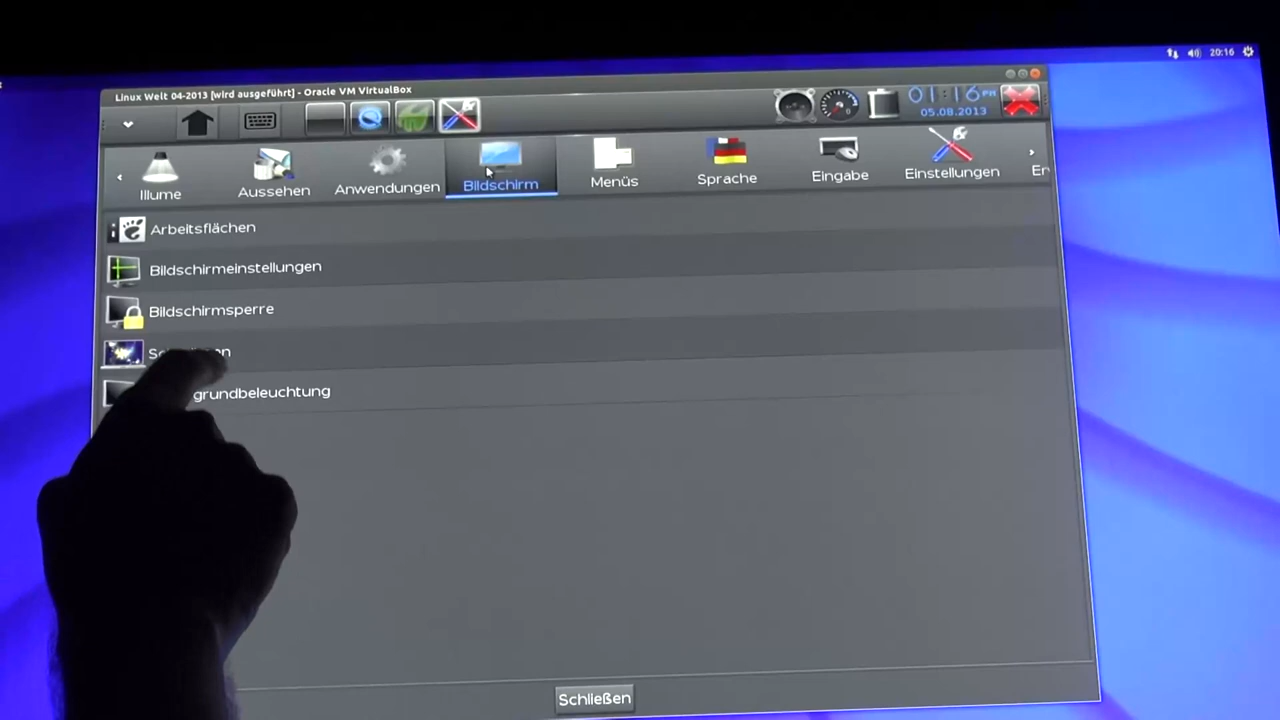 20:16
Linux Welt 04-2013 [wird ausgeführt] - Oracle VM VirtualBox
01:16 PM
05.08.2013
Illume
Aussehen
Anwendungen
Bildschirm
Menüs
Sprache
Eingabe
Einstellungen
Er
Arbeitsflächen
Bildschirmeinstellungen
Bildschirmsperre
grundbeleuchtung
Schließen